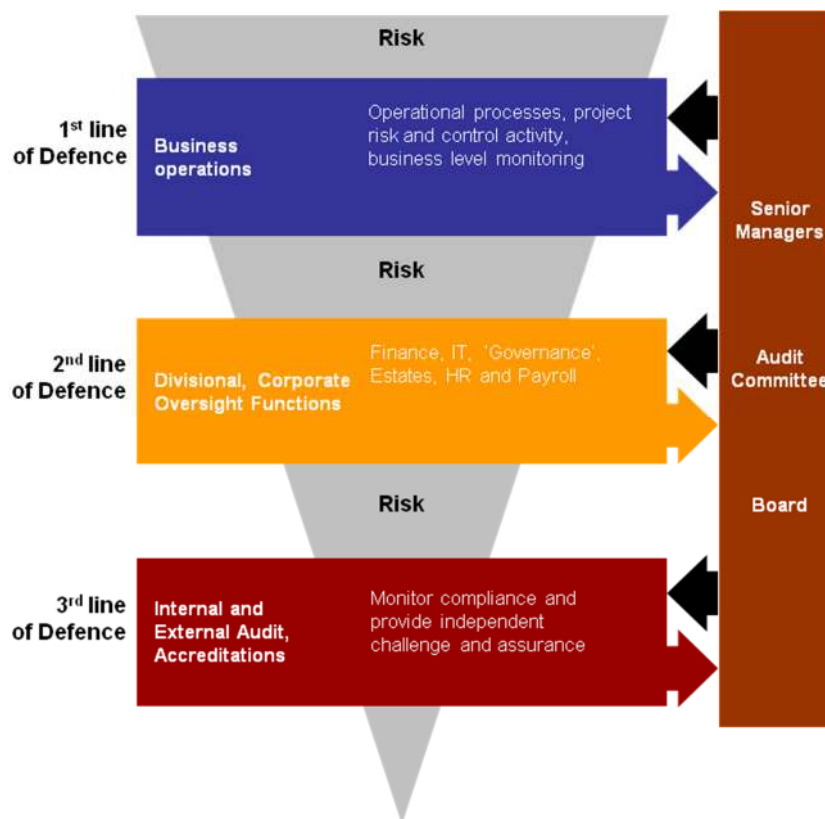 Risk
1st line
of Defence
Business
operations
Operational processes, project
risk and control activity,
business level monitoring
Risk
2nd line
of Defence
Divisional, Corporate
Oversight Functions
Finance, IT, 'Governance',
Estates, HR and Payroll
Risk
3rd line
of Defence
Internal and
External Audit,
Accreditations
Monitor compliance and
provide independent
challenge and assurance
Senior
Managers
Audit
Committee
Board